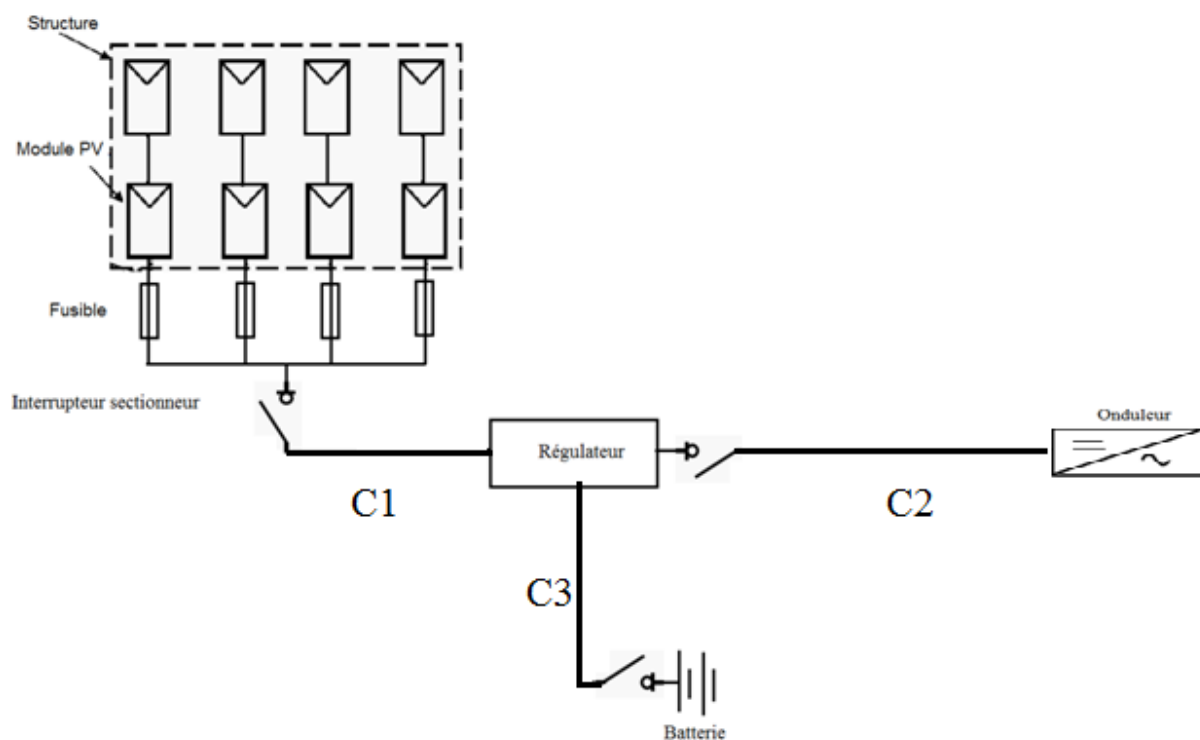 Structure
Module PV
Fusible
Interrupteur sectionneur
Régulateur
Onduleur
C1
C2
C3
Batterie